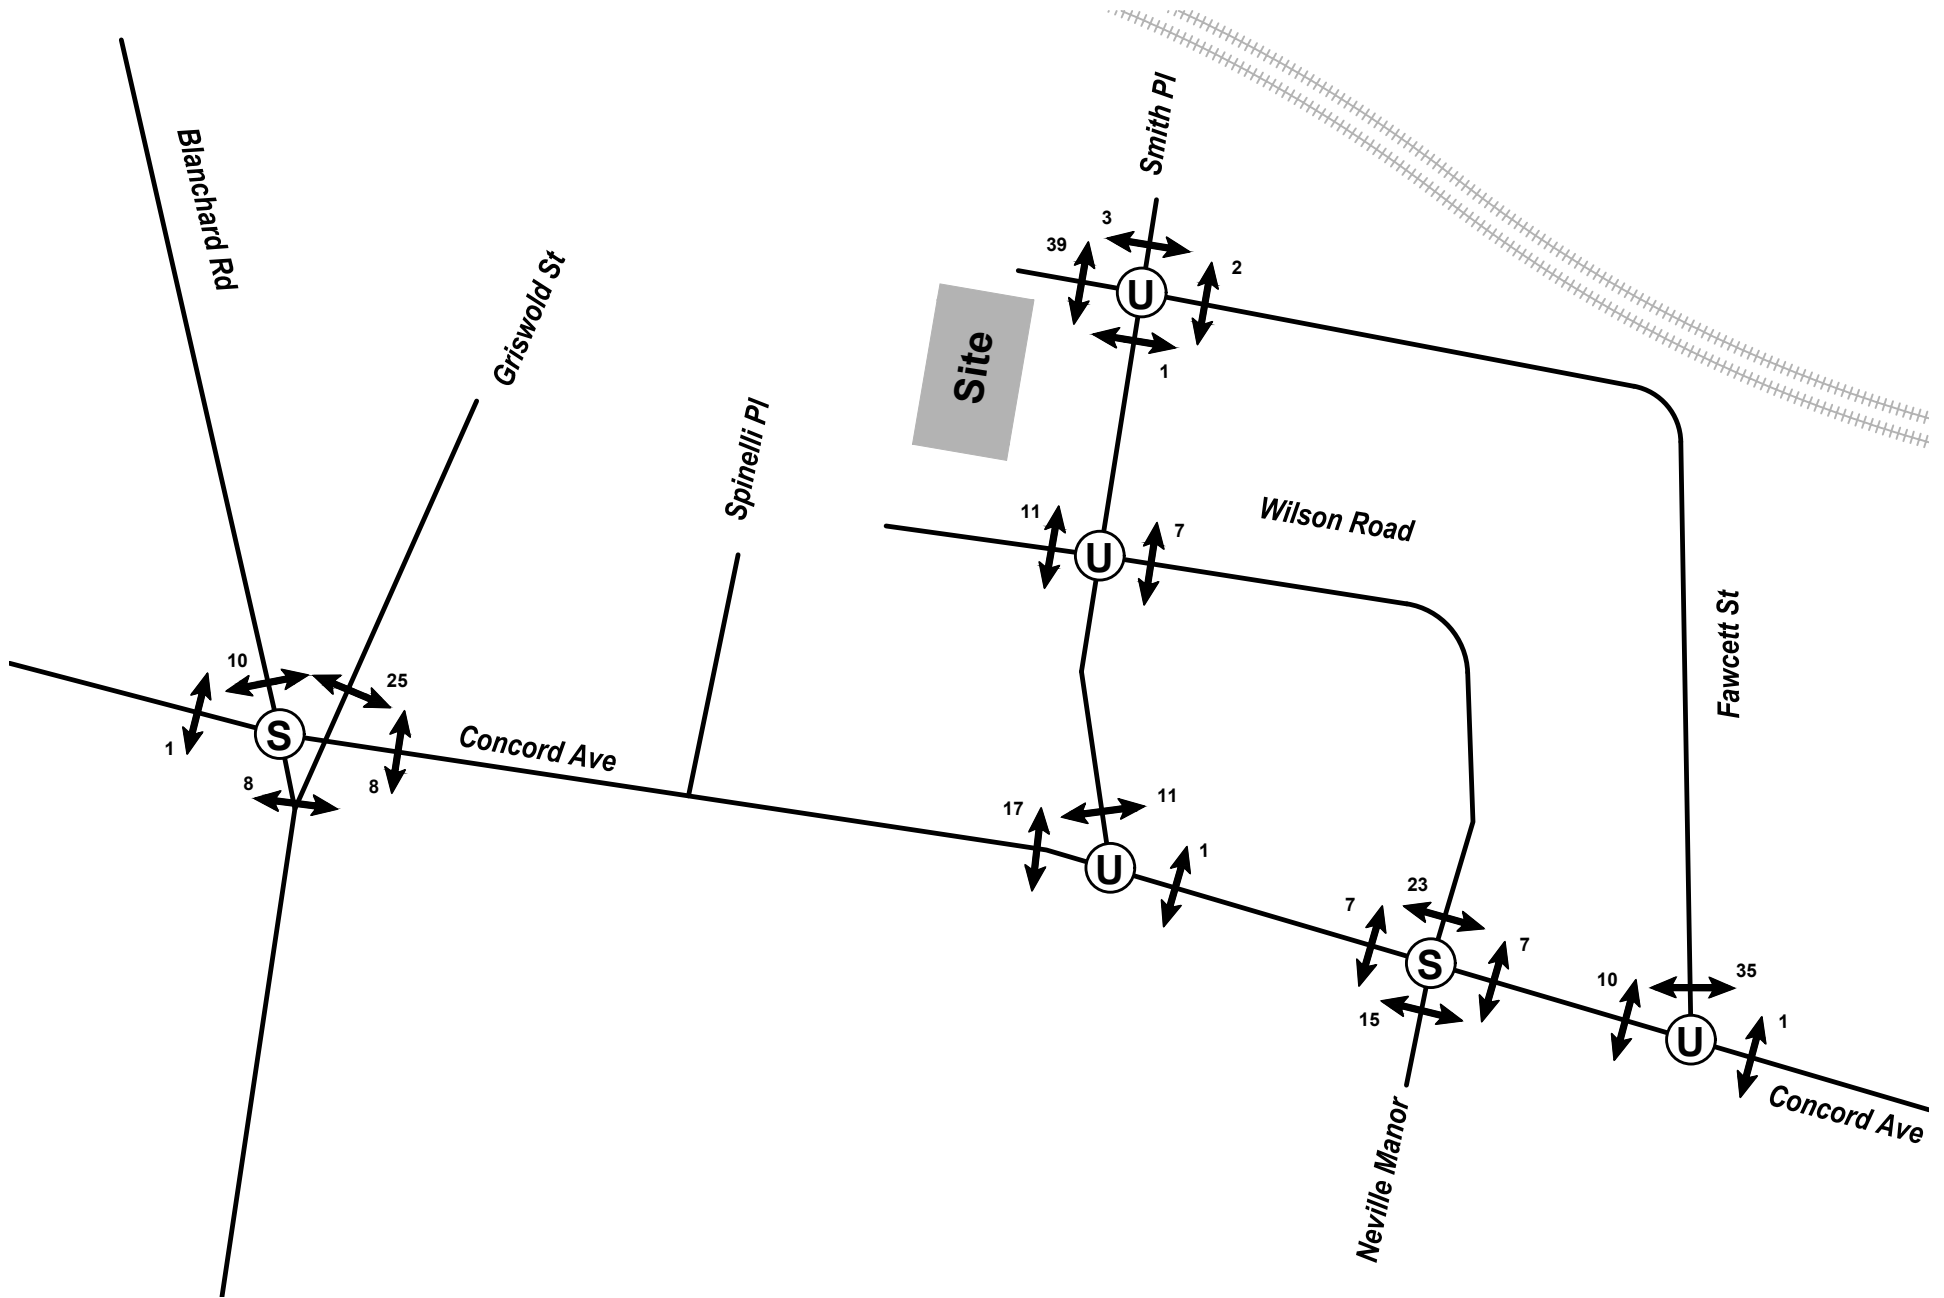 Smith Pl
Blanchard Rd
3
39
2
Griswold St
U
Site
1
Spinelli Pl
11
7
Wilson Road
U
Fawcett St
10
25
S
Concord Ave
1
8
8
17
11
U
1
7
23
7
S
15
10
35
U
1
Concord Ave
Neville Manor